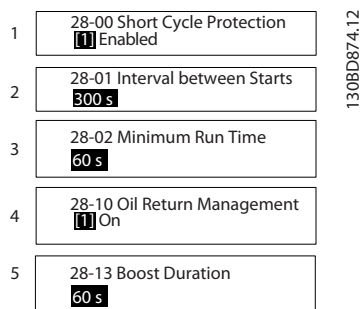 1
28-00 Short Cycle Protection
[1] Enabled
2
28-01 Interval between Starts
300 s
3
28-02 Minimum Run Time
60 s
4
28-10 Oil Return Management
[1] On
5
28-13 Boost Duration
60 s
130BD874.12